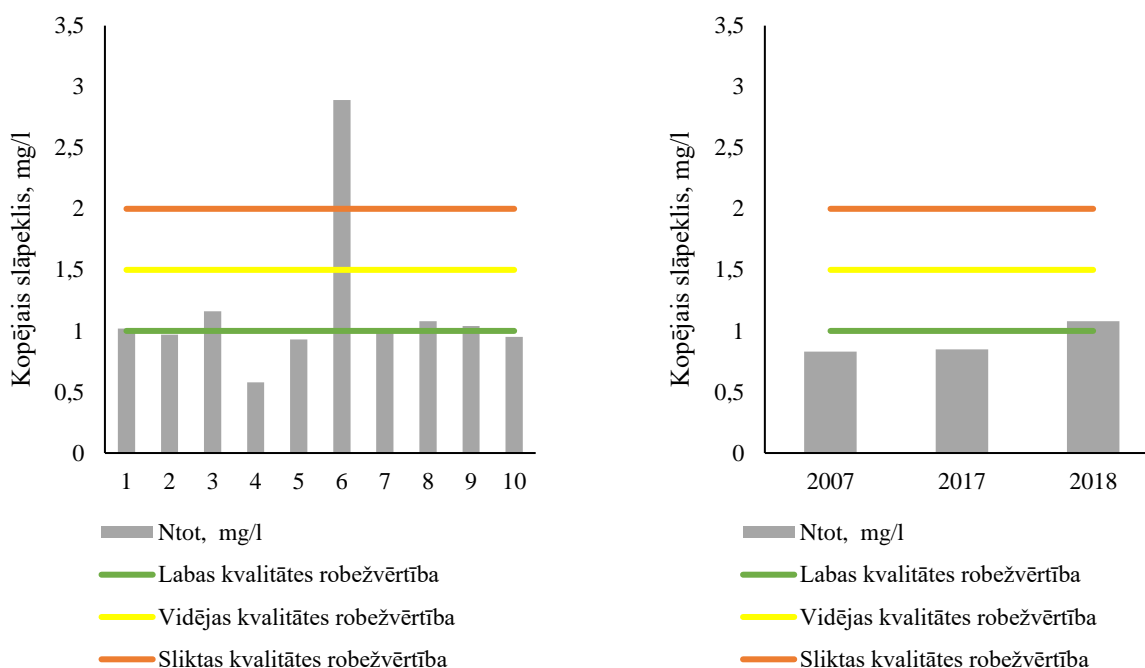 Kopējais slāpeklis, mg/l
3,5
3
2,5
2
1,5
1
0,5
0
1 2 3 4 5 6 7 8 9 10
Ntot, mg/l
Labas kvalitātes robežvērtība
Vidējas kvalitātes robežvērtība
Sliktas kvalitātes robežvērtība
Kopējais slāpeklis, mg/l
3,5
3
2,5
2
1,5
1
0,5
0
2007 2017 2018
Ntot, mg/l
Labas kvalitātes robežvērtība
Vidējas kvalitātes robežvērtība
Sliktas kvalitātes robežvērtība